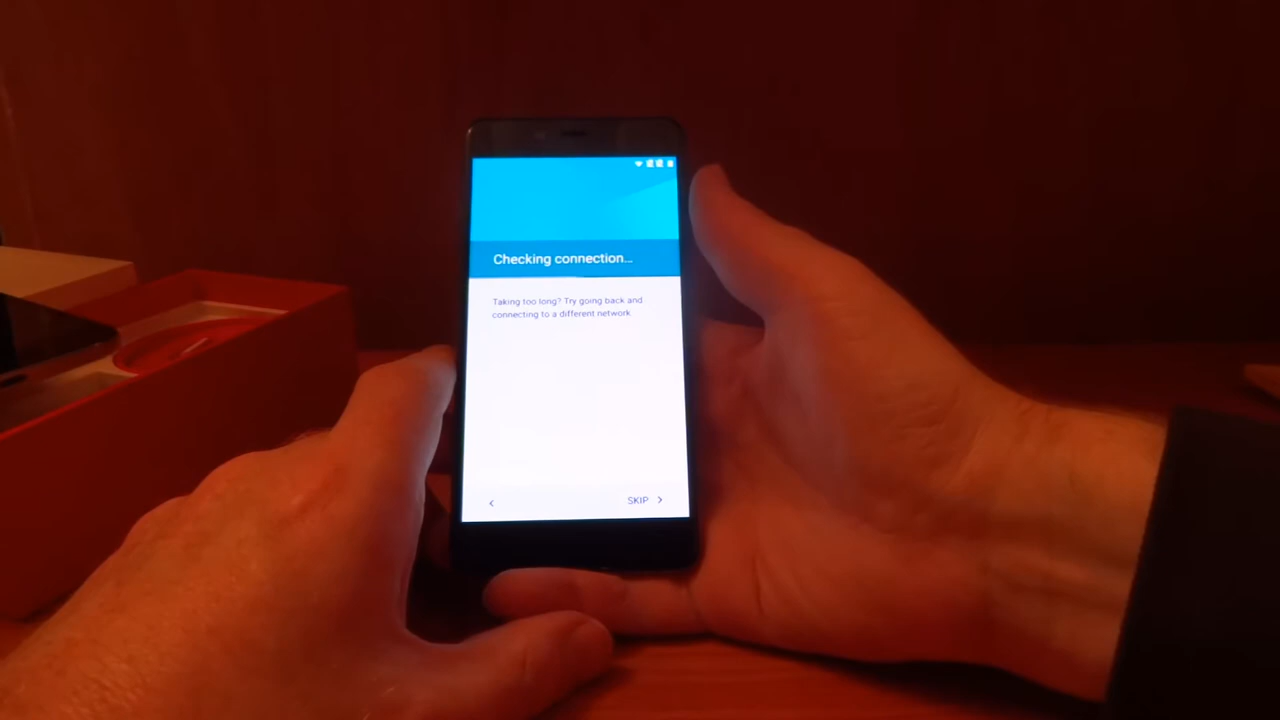 Checking connection...
Taking too long? Try going back and
connecting to a different network
SKIP